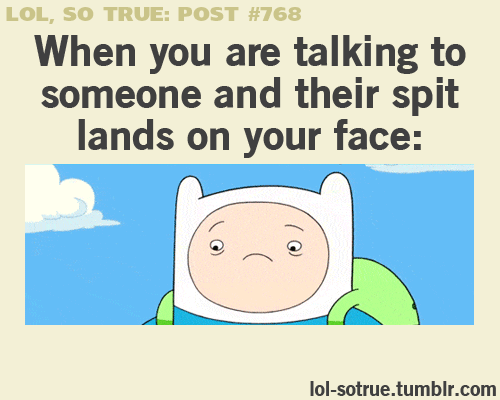 LOL, SO TRUE: POST #768
When you are talking to
someone and their spit
lands on your face:
lol-sotrue.tumblr.com